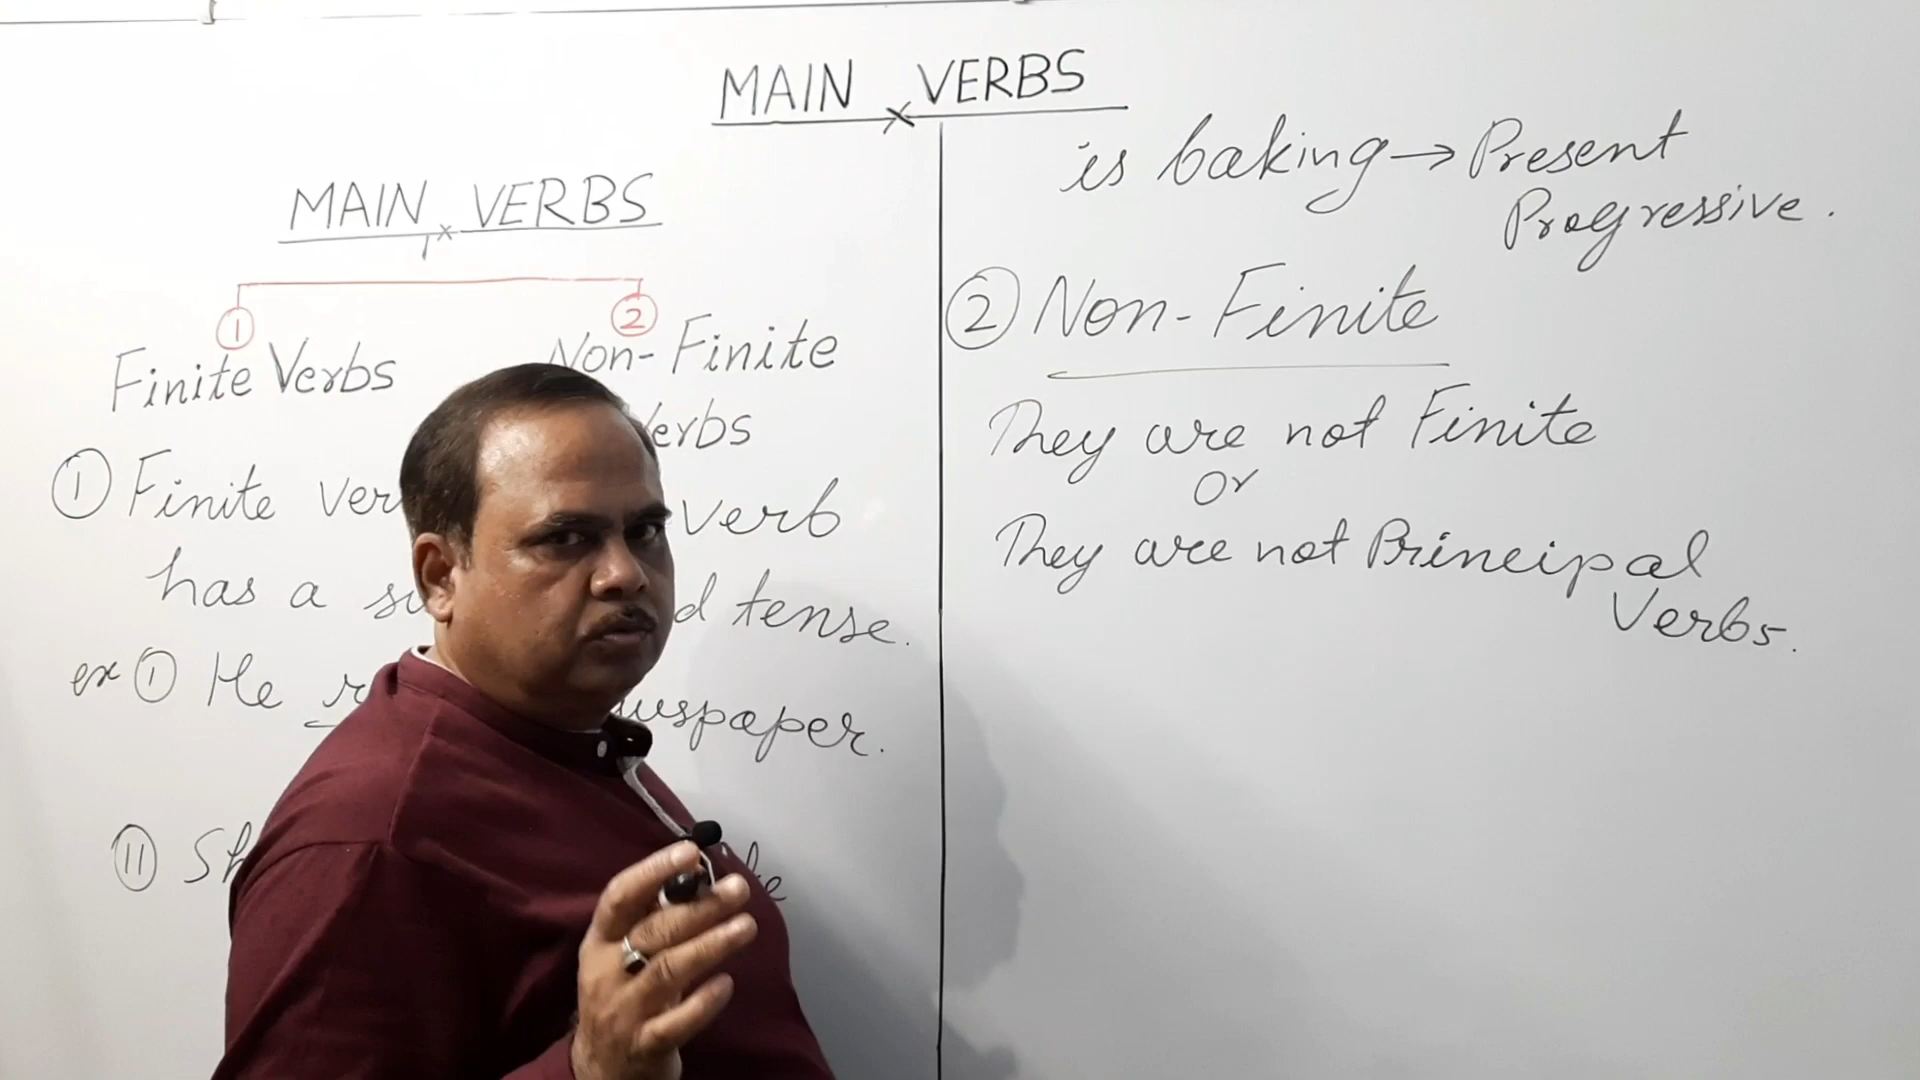 MAIN VERBS
MAIN VERBS
1 2
Finite Verbs Non-Finite
Verbs
1 Finite verb
has a tense.
ex 1 He newspaper.
11
is baking → Present
Progressive.
2 Non-Finite
They are not Finite
or
They are not Principal
Verbs.